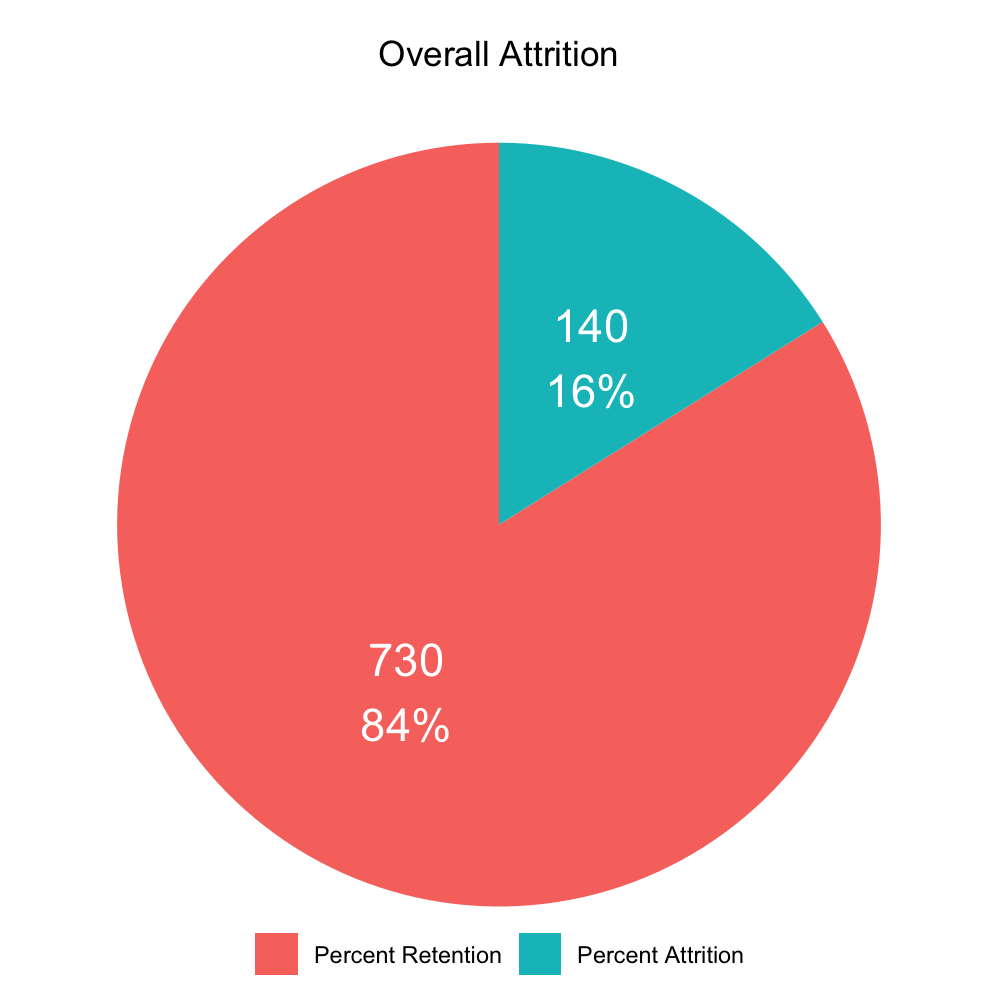 Overall Attrition
140
16%
730
84%
Percent Retention
Percent Attrition